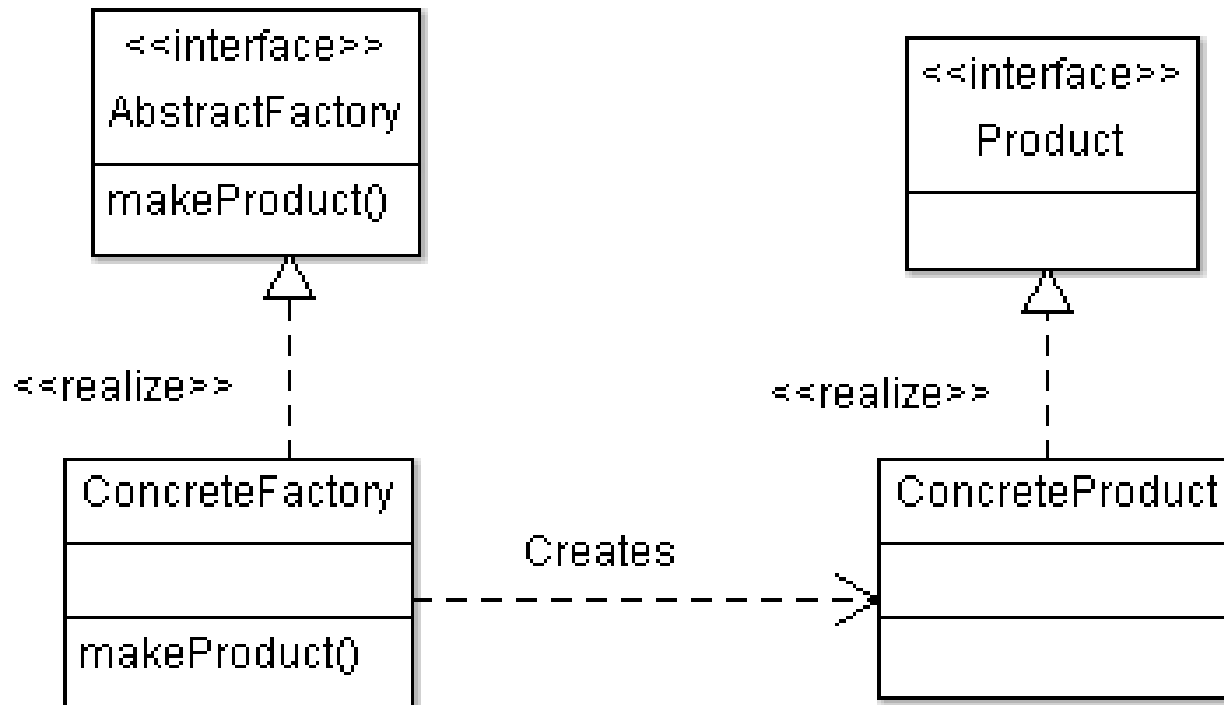 <<interface>>
AbstractFactory
makeProduct()
<<interface>>
Product
<<realize>>
<<realize>>
ConcreteFactory
makeProduct()
Creates
ConcreteProduct